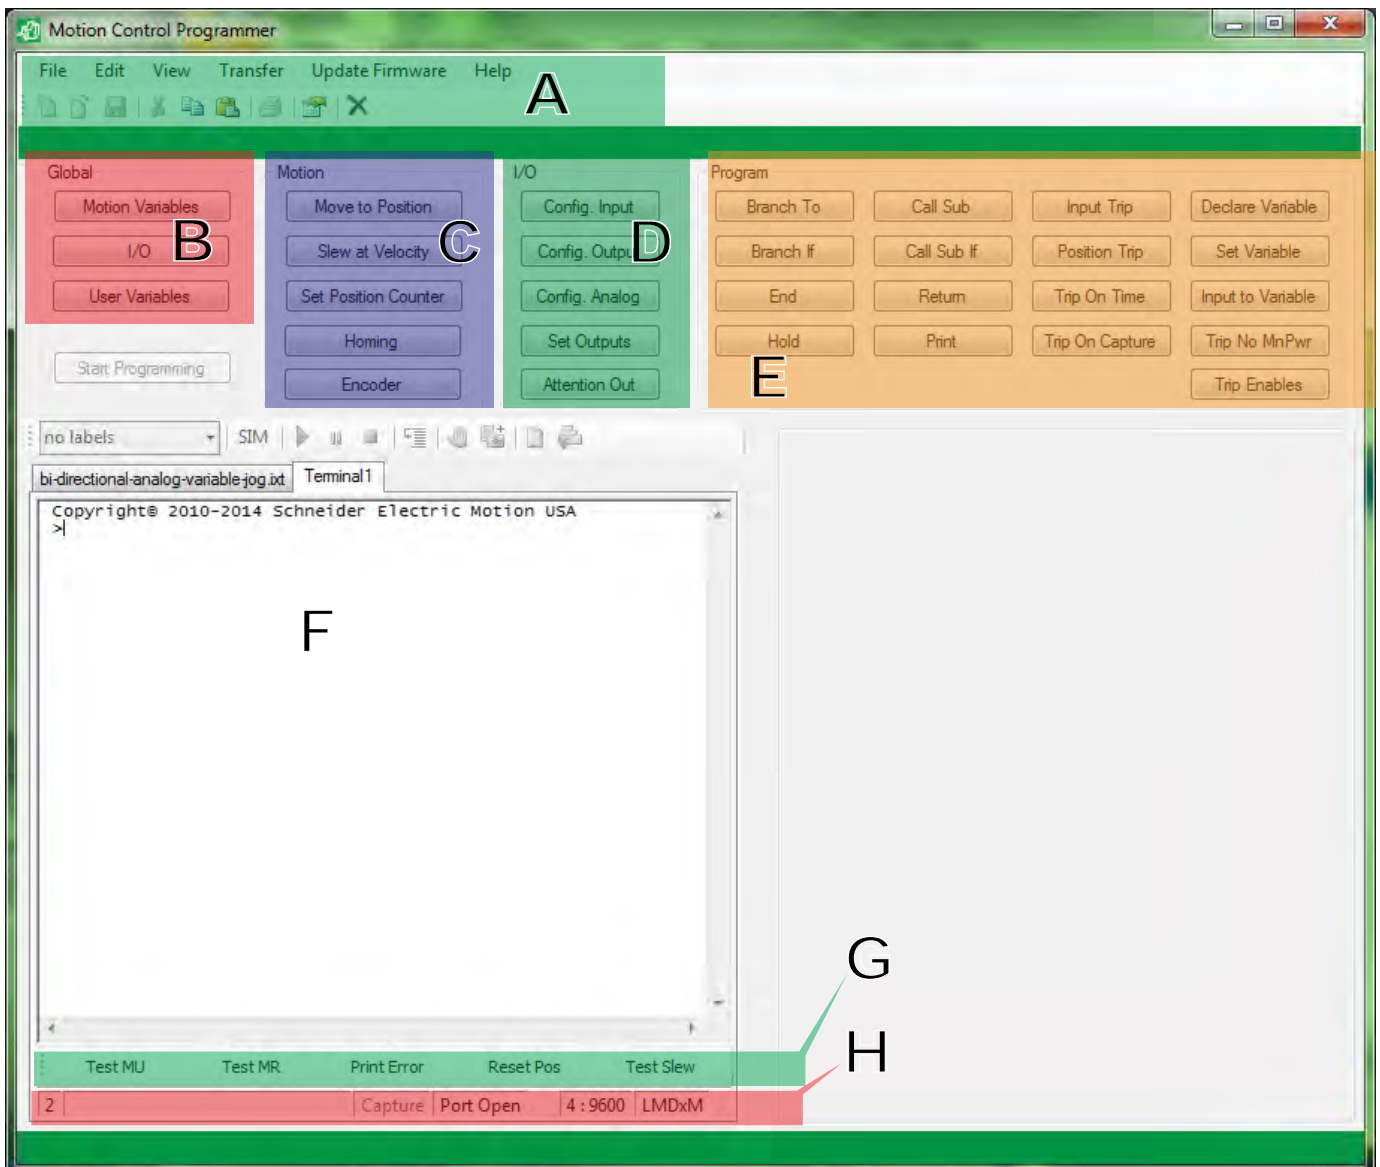 Motion Control Programmer
File Edit View Transfer Update Firmware Help
A
Global
Motion Variables
I/O
User Variables
B
Start Programming
Motion
Move to Position
Slew at Velocity
Set Position Counter
Homing
Encoder
C
I/O
Config. Input
Config. Outpu
Config. Analog
Set Outputs
Attention Out
D
Program
Branch To Call Sub Input Trip Declare Variable
Branch If Call Sub If Position Trip Set Variable
End Return Trip On Time Input to Variable
Hold Print Trip On Capture Trip No MnPwr
Trip Enables
E
no labels SIM
bi-directional-analog-variable-jog.ixt Terminal1
Copyright© 2010-2014 Schneider Electric Motion USA
>
F
G
H
Test MU Test MR Print Error Reset Pos Test Slew
2 Capture Port Open 4 : 9600 LMDxM